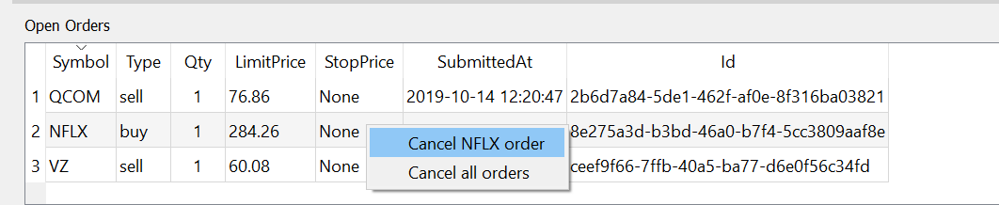 Open Orders
Symbol Type Qty LimitPrice StopPrice SubmittedAt Id
1 QCOM sell 1 76.86 None 2019-10-14 12:20:47 2b6d7a84-5de1-462f-af0e-8f316ba03821
2 NFLX buy 1 284.26 None 8e275a3d-b3bd-46a0-b7f4-5cc3809aaf8e
Cancel NFLX order
3 VZ sell 1 60.08 None ceef9f66-7ffb-40a5-ba77-d6e0f56c34fd
Cancel all orders